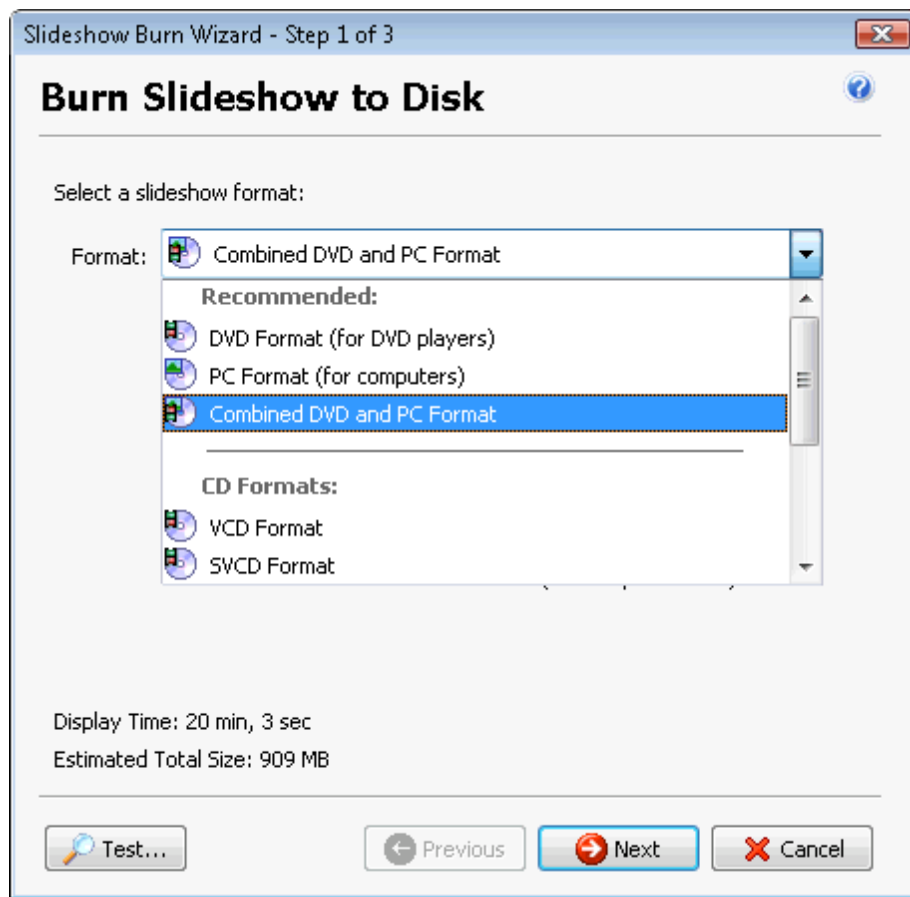 Slideshow Burn Wizard - Step 1 of 3
Burn Slideshow to Disk
Select a slideshow format:
Format: Combined DVD and PC Format
Recommended:
DVD Format (for DVD players)
PC Format (for computers)
Combined DVD and PC Format
CD Formats:
VCD Format
SVCD Format
Display Time: 20 min, 3 sec
Estimated Total Size: 909 MB
Test... Previous Next Cancel